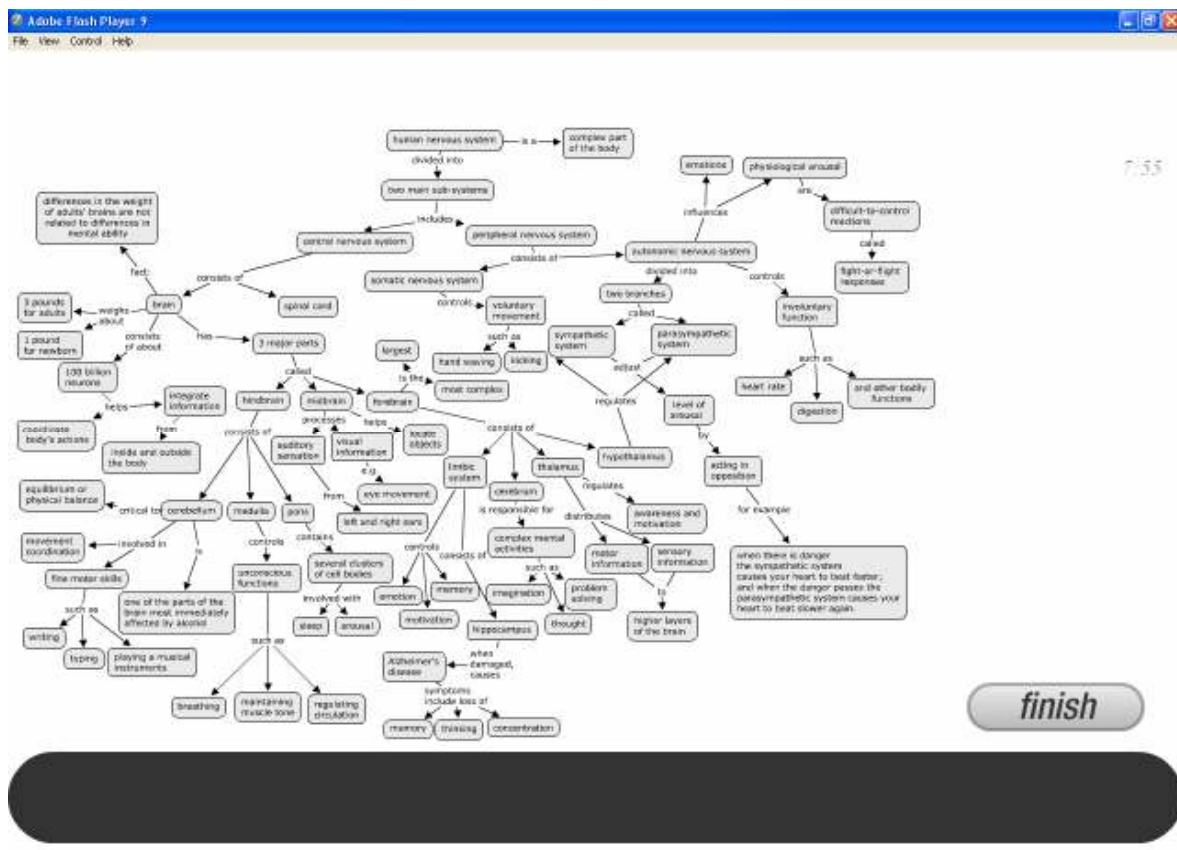 Adobe Flash Player 9
File View Control Help
7:55
human nervous system
is a
complex part
of the body
divided into
two main sub-systems
includes
central nervous system
peripheral nervous system
consists of
brain
spinal cord
fact:
differences in the weight
of adults' brains are not
related to differences in
mental ability
weighs
about
3 pounds
for adults
1 pound
for newborn
consists
of about
100 billion
neurons
helps
coordinate
body's actions
integrate
information
from
inside and outside
the body
has
3 major parts
called
hindbrain
midbrain
forebrain
consists of
cerebellum
medulla
pons
critical to
equilibrium or
physical balance
involved in
movement
coordination
fine motor skills
such as
writing
typing
playing a musical
instruments
is
one of the parts of the
brain most immediately
affected by alcohol
controls
unconscious
functions
such as
breathing
maintaining
muscle tone
regulating
circulation
contains
several clusters
of cell bodies
involved with
sleep
arousal
processes
auditory
sensation
from
left and right ears
visual
information
e.g.
eye movement
helps
locate
objects
is the
largest
most complex
consists of
limbic
system
cerebrum
thalamus
hypothalamus
controls
emotion
motivation
memory
consists of
hippocampus
when
damaged,
causes
Alzheimer's
disease
symptoms
include loss of
memory
thinking
concentration
is responsible for
complex mental
activities
such as
imagination
thought
problem
solving
regulates
awareness and
motivation
distributes
motor
information
sensory
information
to
higher layers
of the brain
regulates
consists of
somatic nervous system
controls
voluntary
movement
such as
hand waving
kicking
autonomic nervous system
influences
emotions
physiological arousal
are
difficult-to-control
reactions
called
fight-or-flight
responses
divided into
two branches
called
sympathetic
system
parasympathetic
system
adjust
level of
arousal
by
acting in
opposition
for example
when there is danger
the sympathetic system
causes your heart to beat faster;
and when the danger passes the
parasympathetic system causes your
heart to beat slower again.
controls
involuntary
function
such as
heart rate
digestion
and other bodily
functions
finish